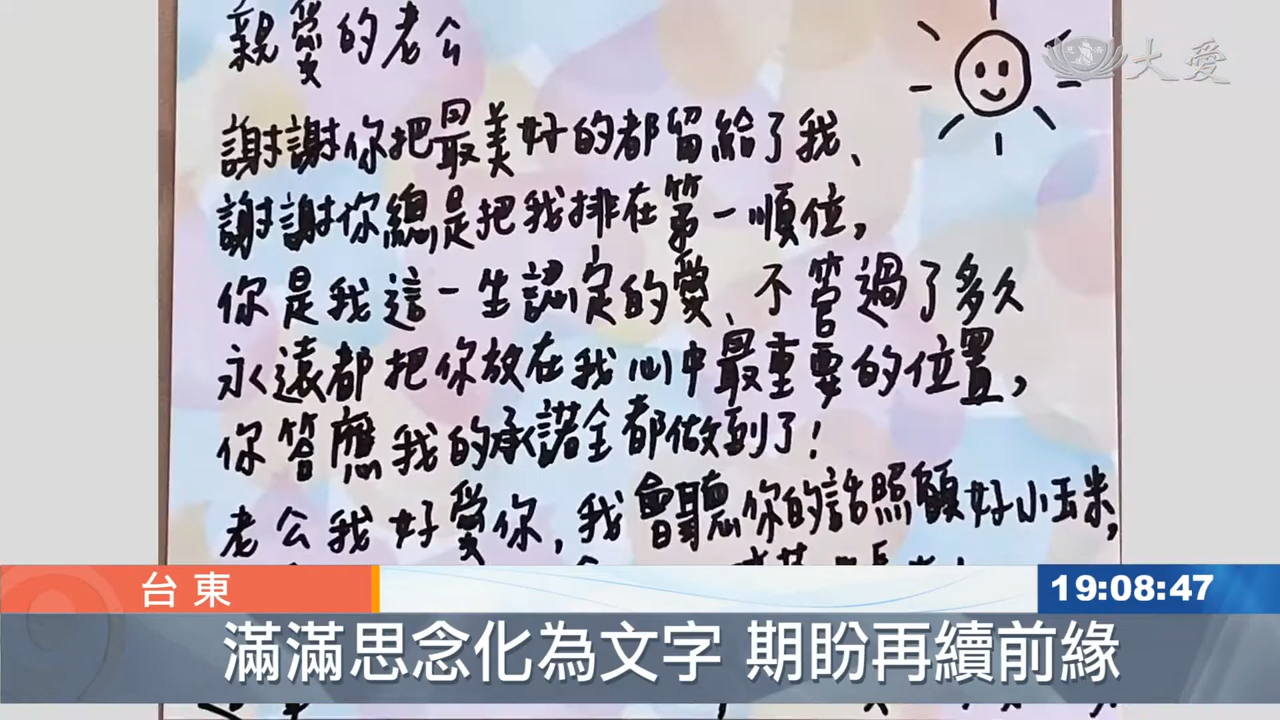 親愛的老公
大愛
謝謝你把最美好的都留給了我、
謝謝你總是把我排在第一順位,
你是我這一生認定的愛、不管過了多久
永遠都把你放在我心中最重要的位置,
你答應我的承諾全都做到了!
老公我好愛你,我會聽你的話照顧好小玉米,
台東
19:08:47
滿滿思念化為文字 期盼再續前緣